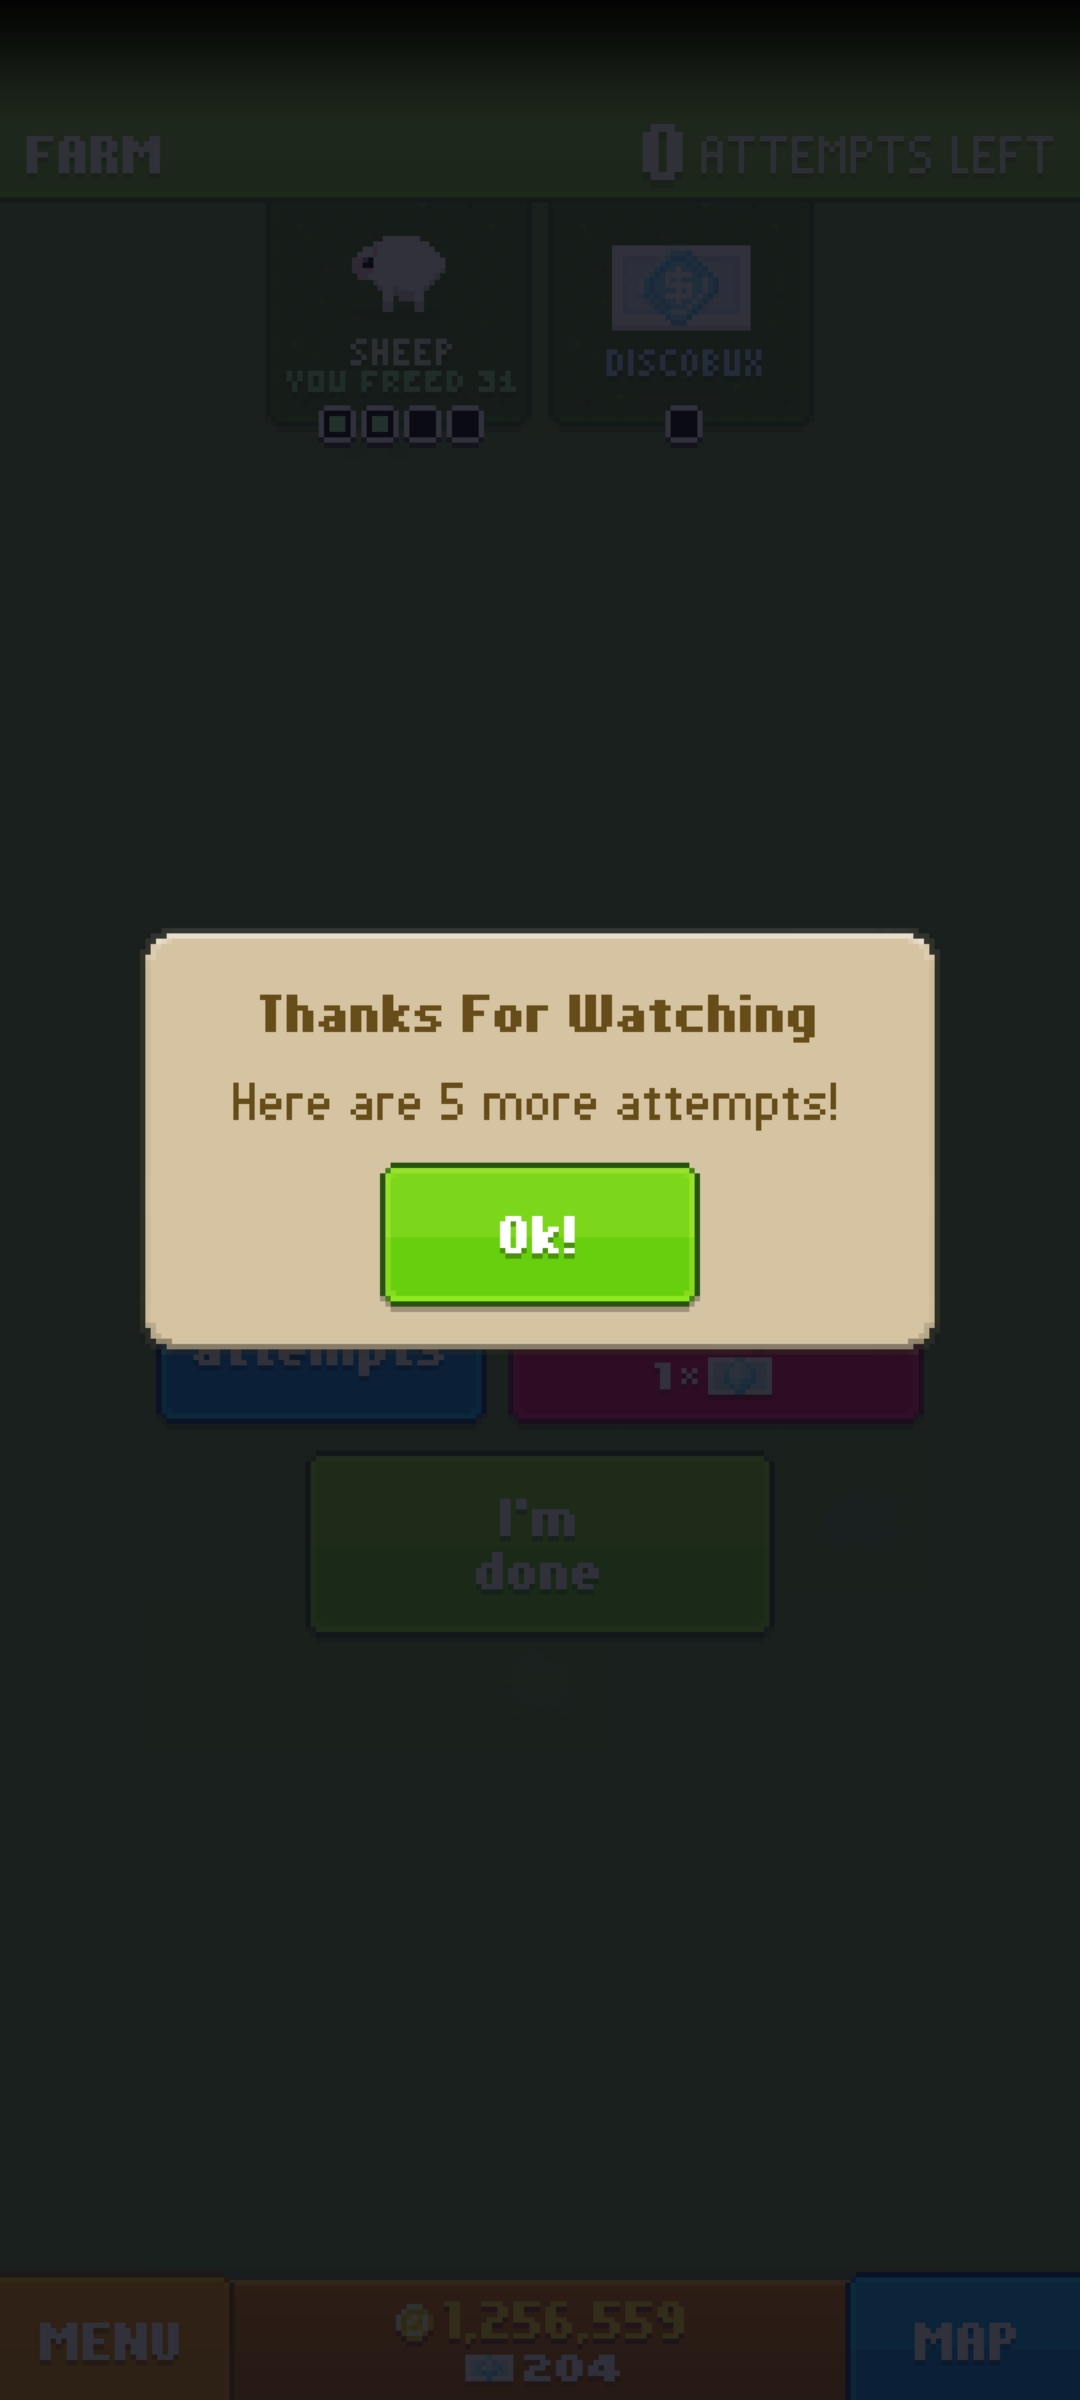 FARM
0 ATTEMPTS LEFT
SHEEP
YOU FREED 31
DISCOBUX
Thanks For Watching
Here are 5 more attempts!
Ok!
attempts
1×
I'm
done
MENU
1,256,559
204
MAP